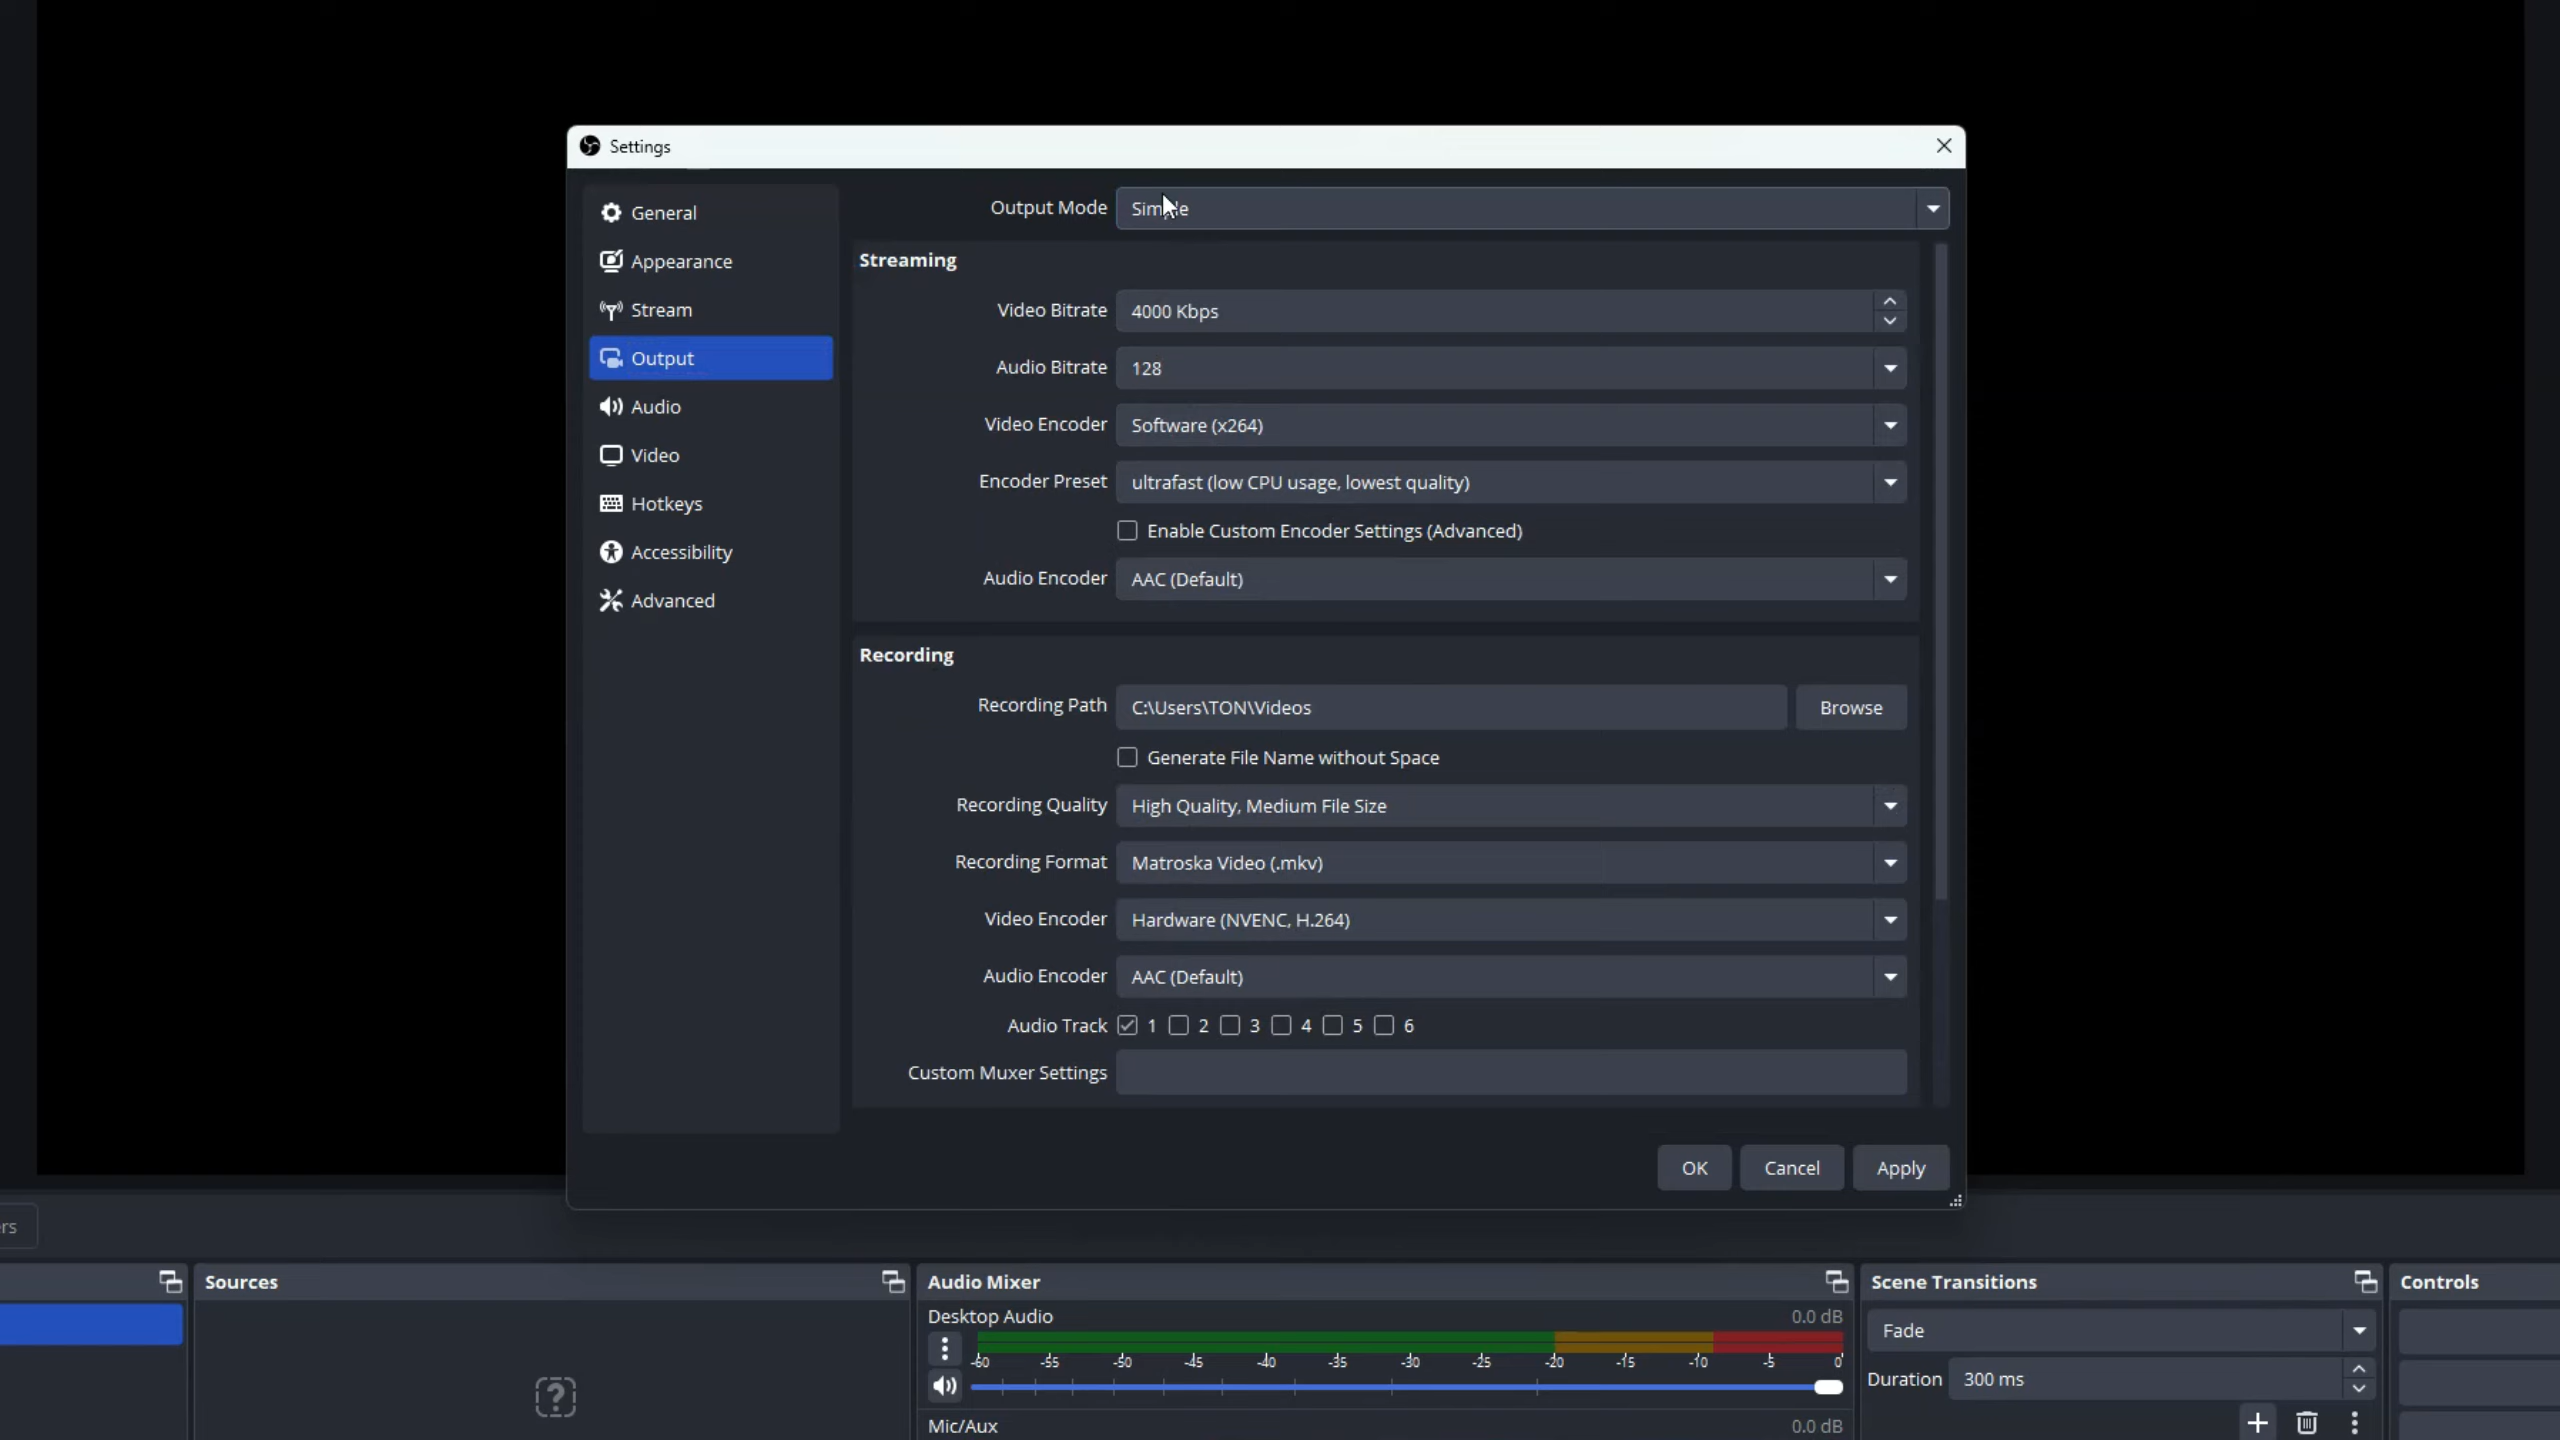 Settings
General
Appearance
Stream
Output
Audio
Video
Hotkeys
Accessibility
Advanced
Output Mode Simple
Streaming
Video Bitrate 4000 Kbps
Audio Bitrate 128
Video Encoder Software (x264)
Encoder Preset ultrafast (low CPU usage, lowest quality)
Enable Custom Encoder Settings (Advanced)
Audio Encoder AAC (Default)
Recording
Recording Path C:\Users\TON\Videos Browse
Generate File Name without Space
Recording Quality High Quality, Medium File Size
Recording Format Matroska Video (.mkv)
Video Encoder Hardware (NVENC, H.264)
Audio Encoder AAC (Default)
Audio Track 1 2 3 4 5 6
Custom Muxer Settings
OK Cancel Apply
rs
Sources
Audio Mixer
Desktop Audio 0.0 dB
-60 -55 -50 -45 -40 -35 -30 -25 -20 -15 -10 -5 0
Mic/Aux 0.0 dB
Scene Transitions
Fade
Duration 300 ms
Controls